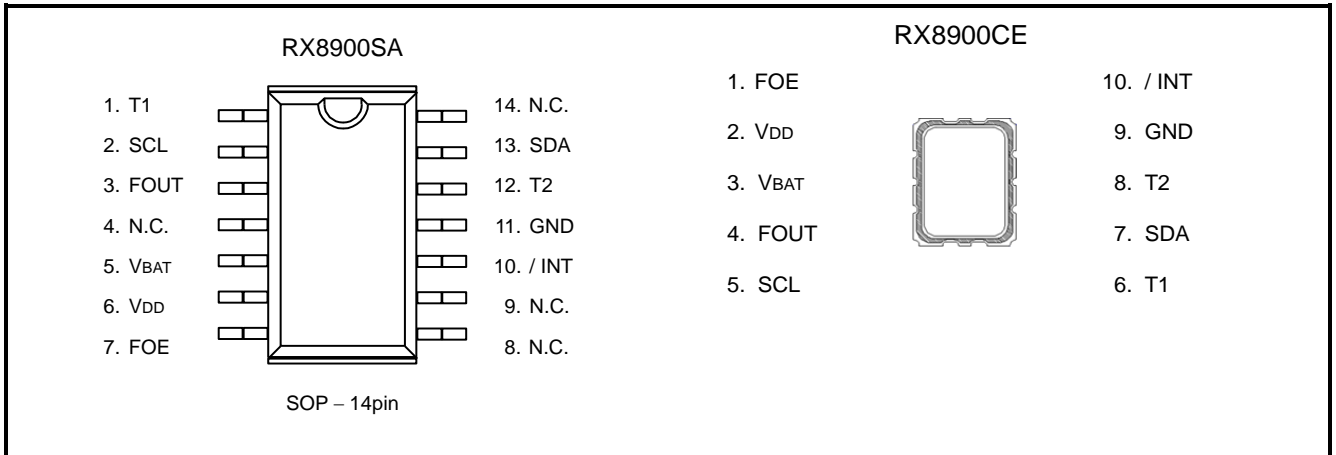 RX8900SA
1. T1
2. SCL
3. FOUT
4. N.C.
5. VBAT
6. VDD
7. FOE
14. N.C.
13. SDA
12. T2
11. GND
10. / INT
9. N.C.
8. N.C.
SOP – 14pin
RX8900CE
1. FOE
2. VDD
3. VBAT
4. FOUT
5. SCL
10. / INT
9. GND
8. T2
7. SDA
6. T1